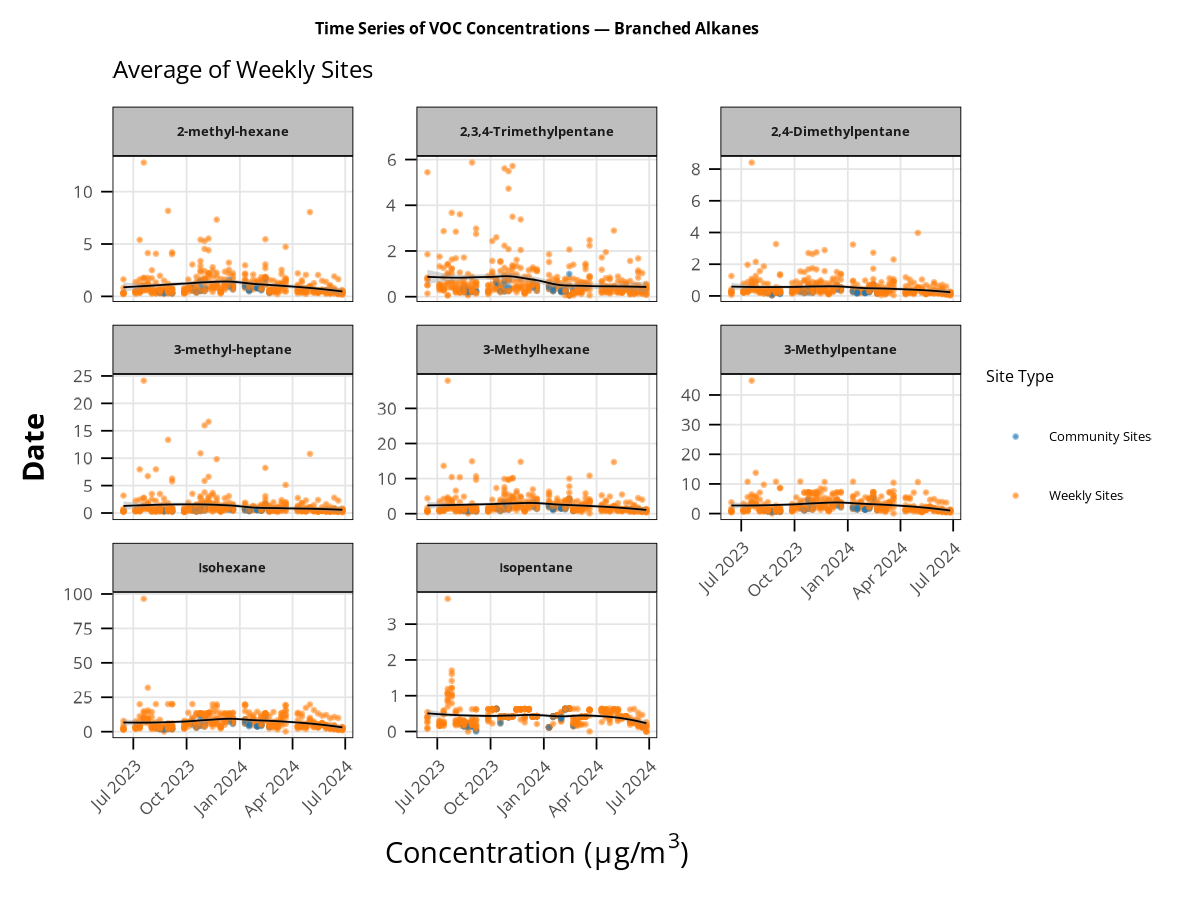 Time Series of VOC Concentrations — Branched Alkanes
Average of Weekly Sites
2-methyl-hexane
2,3,4-Trimethylpentane
2,4-Dimethylpentane
10
5
0
6
4
2
0
8
6
4
2
0
3-methyl-heptane
3-Methylhexane
3-Methylpentane
25
20
15
10
5
0
30
20
10
0
40
30
20
10
0
Jul 2023
Oct 2023
Jan 2024
Apr 2024
Jul 2024
Isohexane
Isopentane
100
75
50
25
0
3
2
1
0
Jul 2023
Oct 2023
Jan 2024
Apr 2024
Jul 2024
Jul 2023
Oct 2023
Jan 2024
Apr 2024
Jul 2024
Date
Concentration (µg/m³)
Site Type
Community Sites
Weekly Sites